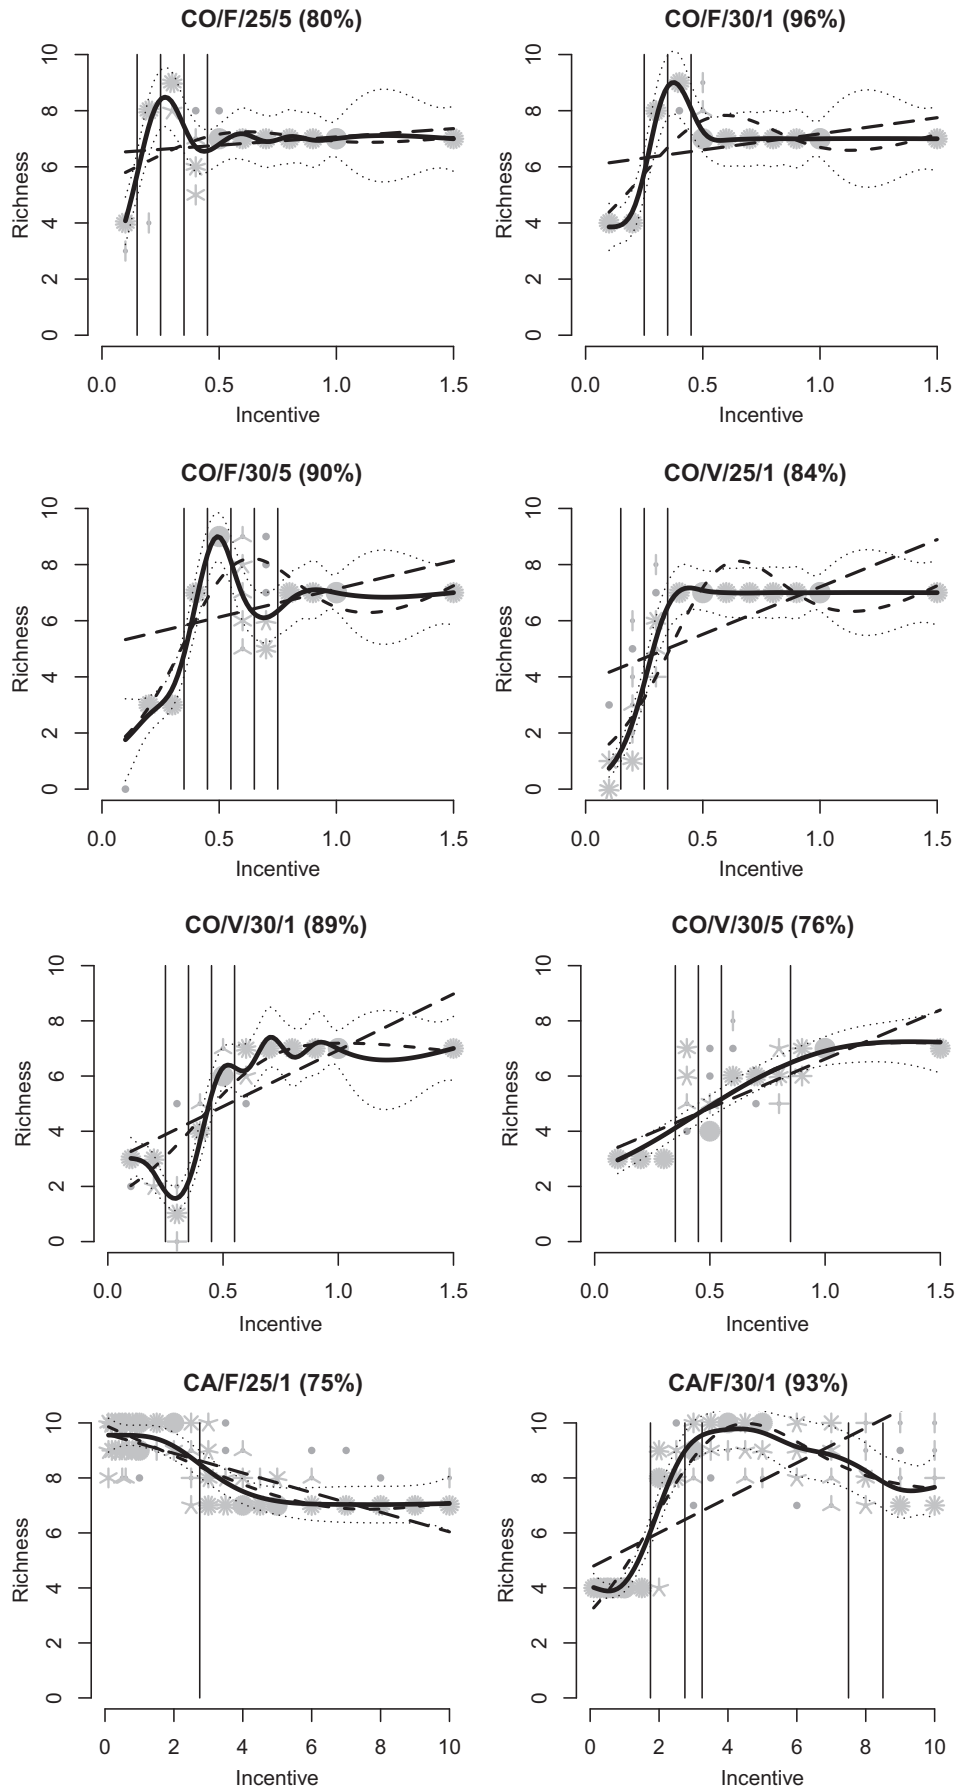 CO/F/25/5 (80%)
Richness
0 2 4 6 8 10
0.0 0.5 1.0 1.5
Incentive
CO/F/30/1 (96%)
Richness
0 2 4 6 8 10
0.0 0.5 1.0 1.5
Incentive
CO/F/30/5 (90%)
Richness
0 2 4 6 8 10
0.0 0.5 1.0 1.5
Incentive
CO/V/25/1 (84%)
Richness
0 2 4 6 8 10
0.0 0.5 1.0 1.5
Incentive
CO/V/30/1 (89%)
Richness
0 2 4 6 8 10
0.0 0.5 1.0 1.5
Incentive
CO/V/30/5 (76%)
Richness
0 2 4 6 8 10
0.0 0.5 1.0 1.5
Incentive
CA/F/25/1 (75%)
Richness
0 2 4 6 8 10
0 2 4 6 8 10
Incentive
CA/F/30/1 (93%)
Richness
0 2 4 6 8 10
0 2 4 6 8 10
Incentive